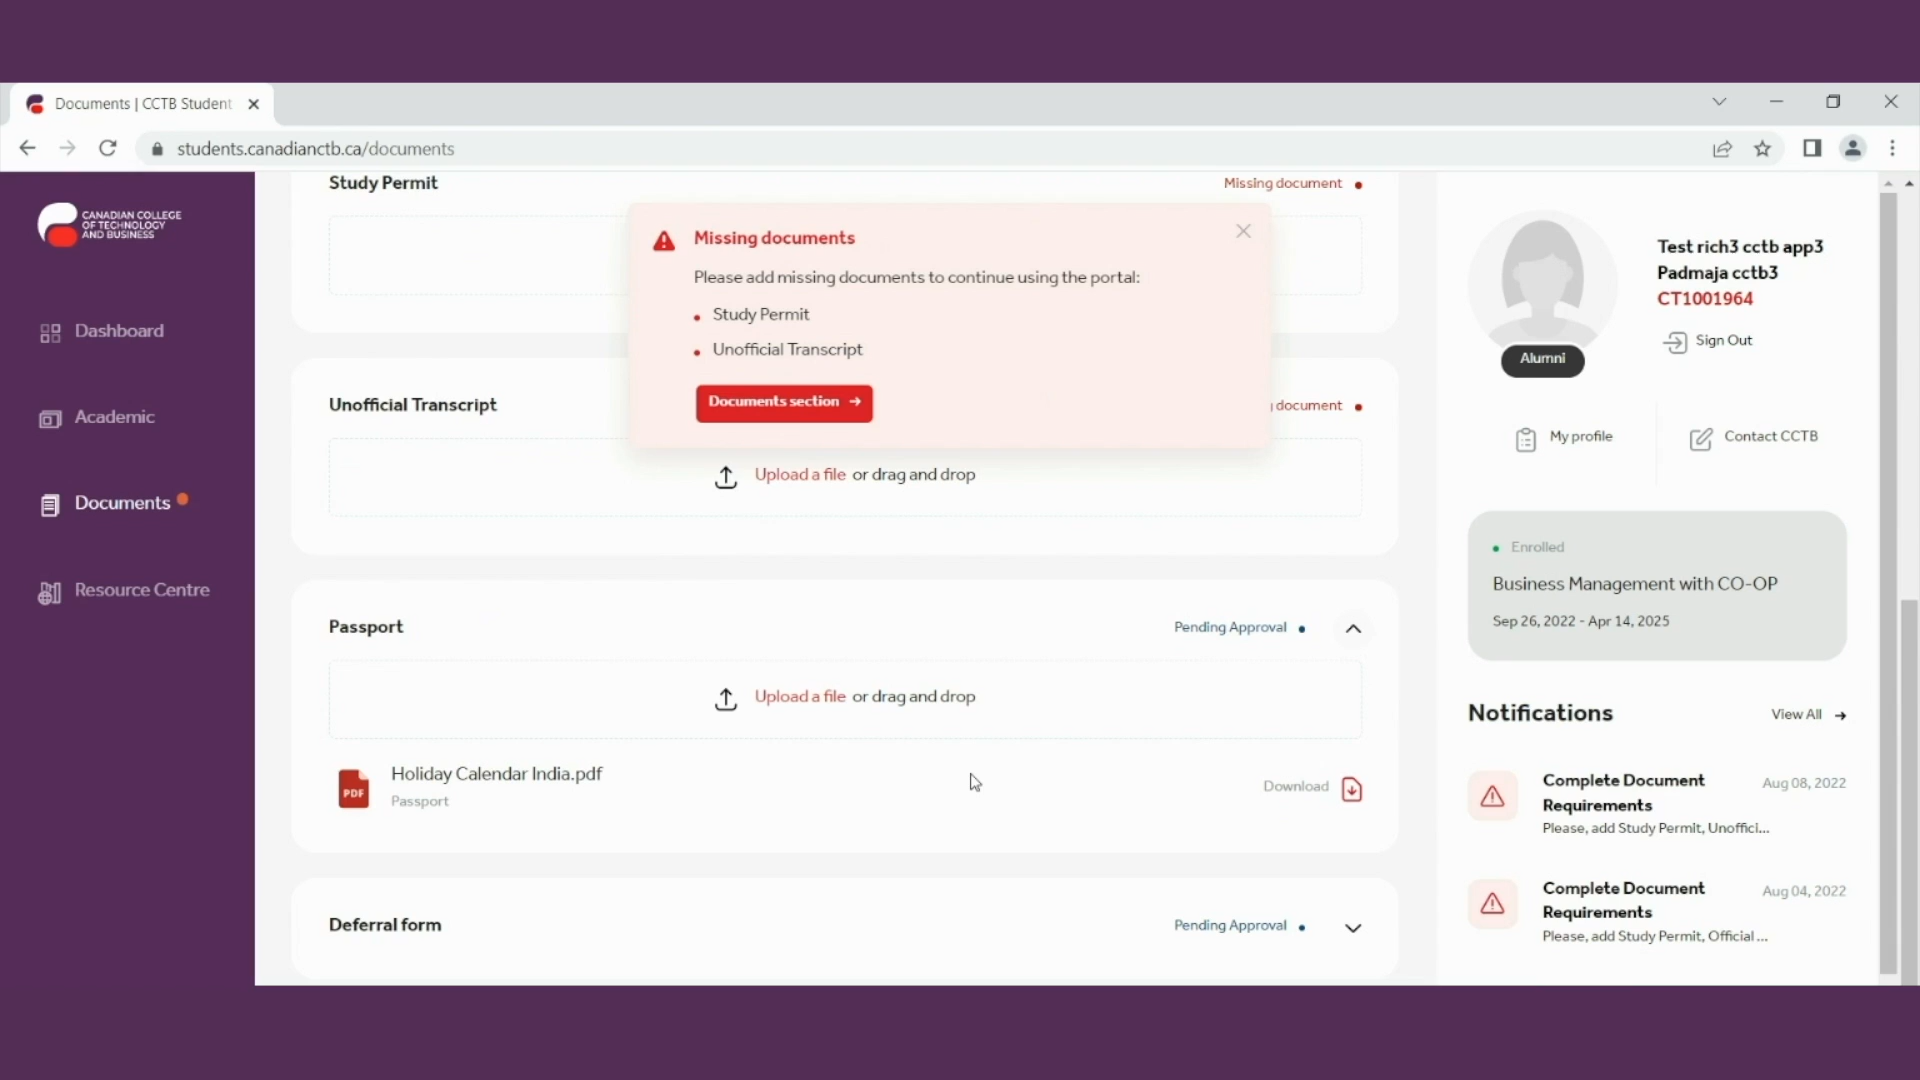 Documents | CCTB Student
students.canadianctb.ca/documents
CANADIAN COLLEGE
OF TECHNOLOGY
AND BUSINESS
Dashboard
Academic
Documents
Resource Centre
Study Permit
Missing document
Missing documents
Please add missing documents to continue using the portal:
Study Permit
Unofficial Transcript
Documents section →
Unofficial Transcript
document
Upload a file or drag and drop
Passport
Pending Approval
Upload a file or drag and drop
PDF
Holiday Calendar India.pdf
Passport
Download
Deferral form
Pending Approval
Test rich3 cctb app3
Padmaja cctb3
CT1001964
Sign Out
Alumni
My profile
Contact CCTB
Enrolled
Business Management with CO-OP
Sep 26, 2022 - Apr 14, 2025
Notifications
View All →
Complete Document
Requirements
Aug 08, 2022
Please, add Study Permit, Unoffici...
Complete Document
Requirements
Aug 04, 2022
Please, add Study Permit, Official ...